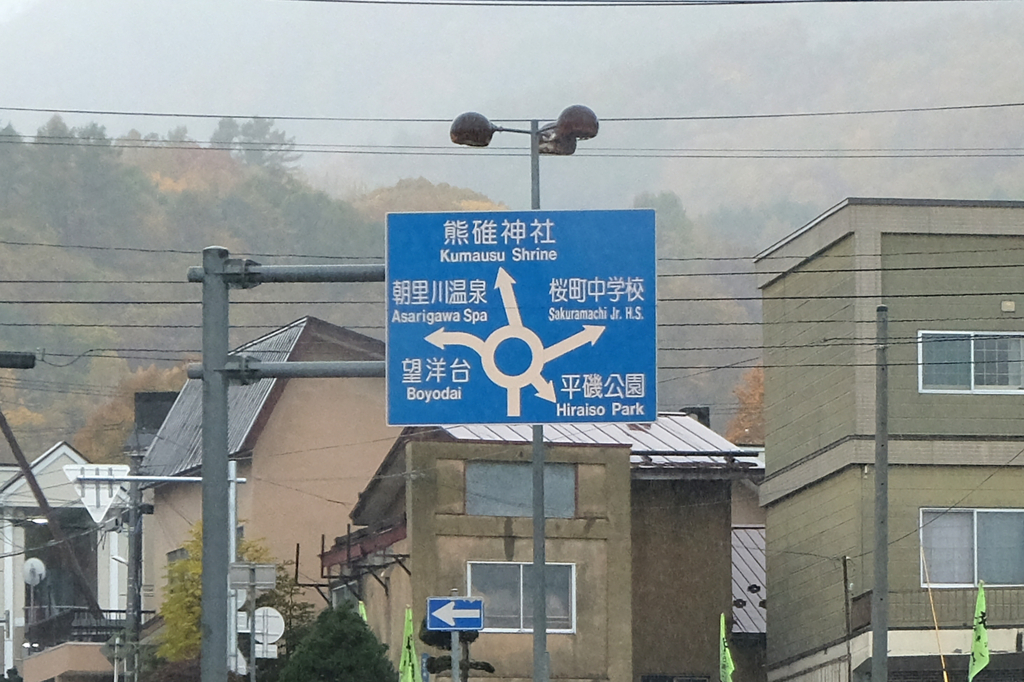 熊碓神社
Kumausu Shrine
朝里川温泉
Asarigawa Spa
桜町中学校
Sakuramachi Jr. H.S.
望洋台
Boyodai
平磯公園
Hiraiso Park